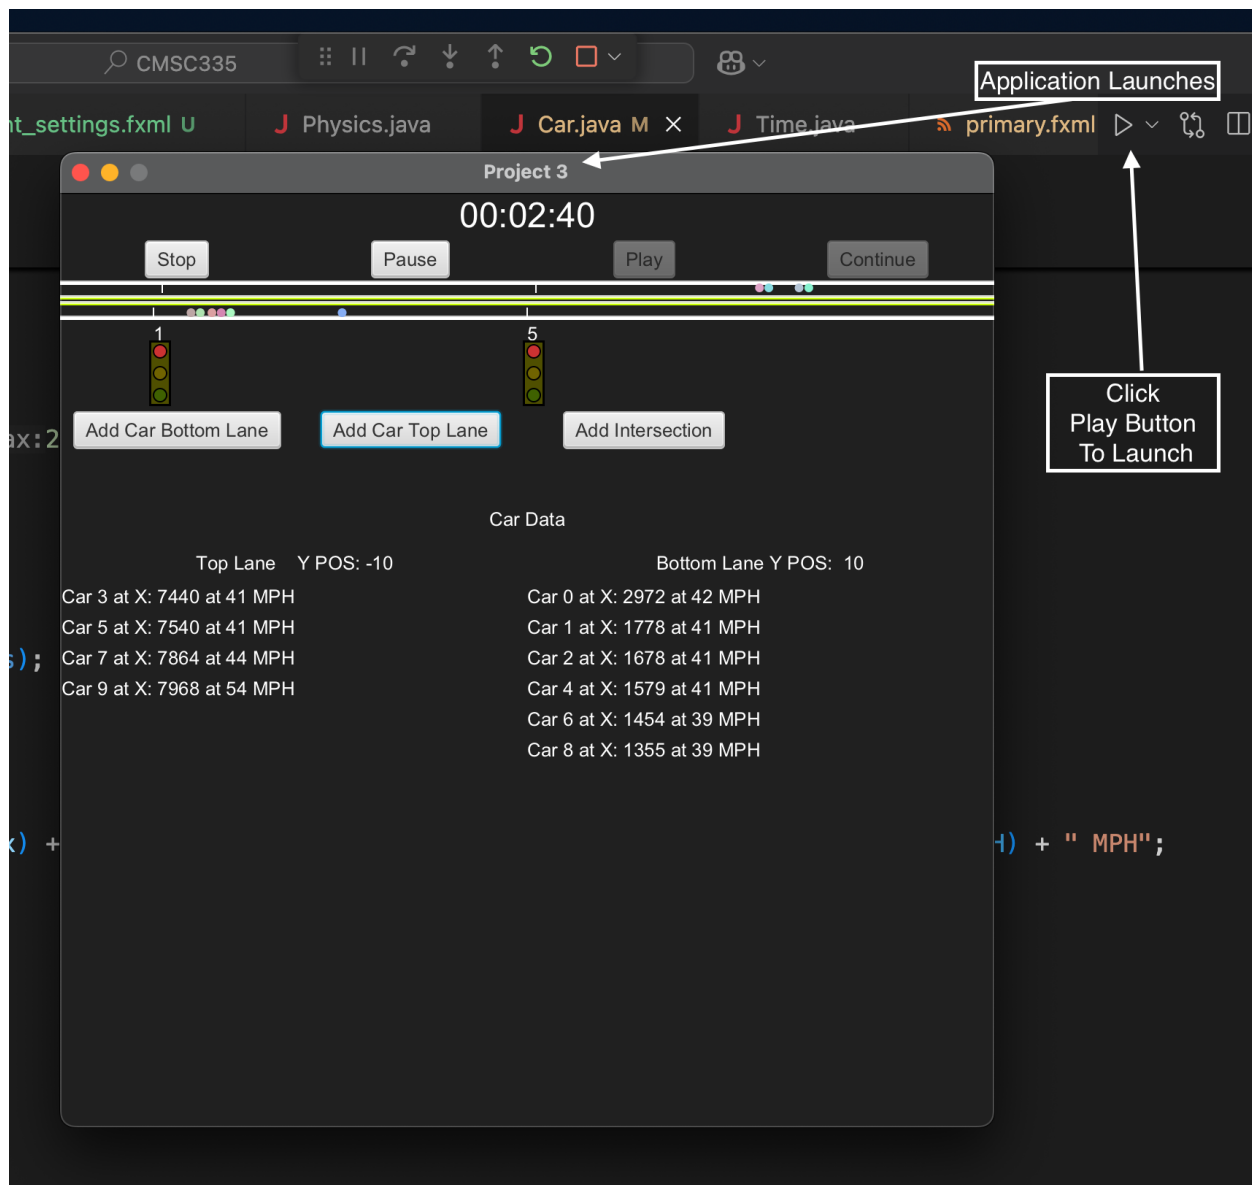 CMSC335
Application Launches
nt_settings.fxml U
Physics.java
Car.java M
Time.java
primary.fxml
Project 3
00:02:40
Stop Pause Play Continue
1 5
Click
Play Button
To Launch
Add Car Bottom Lane Add Car Top Lane Add Intersection
ax:2
Car Data
Top Lane Y POS: -10 Bottom Lane Y POS: 10
Car 3 at X: 7440 at 41 MPH Car 0 at X: 2972 at 42 MPH
Car 5 at X: 7540 at 41 MPH Car 1 at X: 1778 at 41 MPH
s); Car 7 at X: 7864 at 44 MPH Car 2 at X: 1678 at 41 MPH
Car 9 at X: 7968 at 54 MPH Car 4 at X: 1579 at 41 MPH
Car 6 at X: 1454 at 39 MPH
Car 8 at X: 1355 at 39 MPH
) + H) + " MPH";